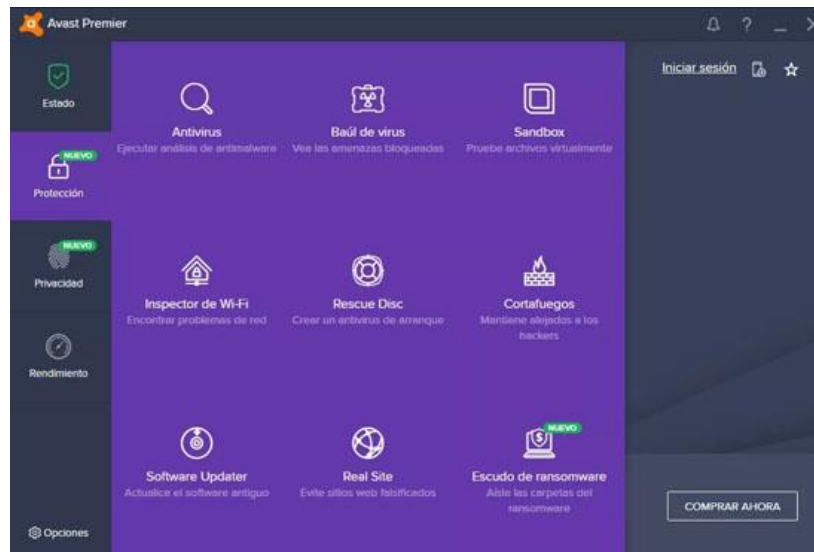 Avast Premier
?
Iniciar sesión
Estado
NUEVO
Protección
NUEVO
Privacidad
Rendimiento
Opciones
Antivirus
Ejecutar análisis de antimalware
Baúl de virus
Vea las amenazas bloqueadas
Sandbox
Pruebe archivos virtualmente
Inspector de Wi-Fi
Encontrar problemas de red
Rescue Disc
Crear un antivirus de arranque
Cortafuegos
Mantiene alejados a los
hackers
Software Updater
Actualice el software antiguo
Real Site
Evite sitios web falsificados
NUEVO
Escudo de ransomware
Aísle las carpetas del
ransomware
COMPRAR AHORA